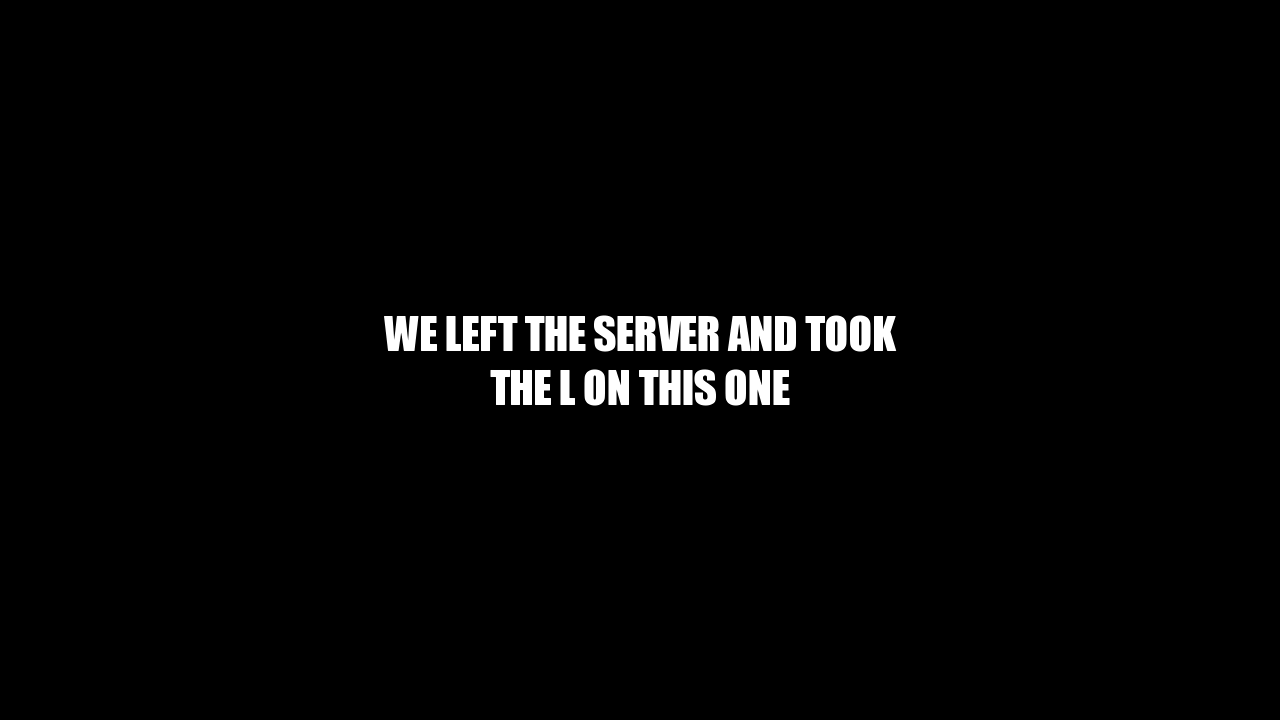 WE LEFT THE SERVER AND TOOK
THE L ON THIS ONE